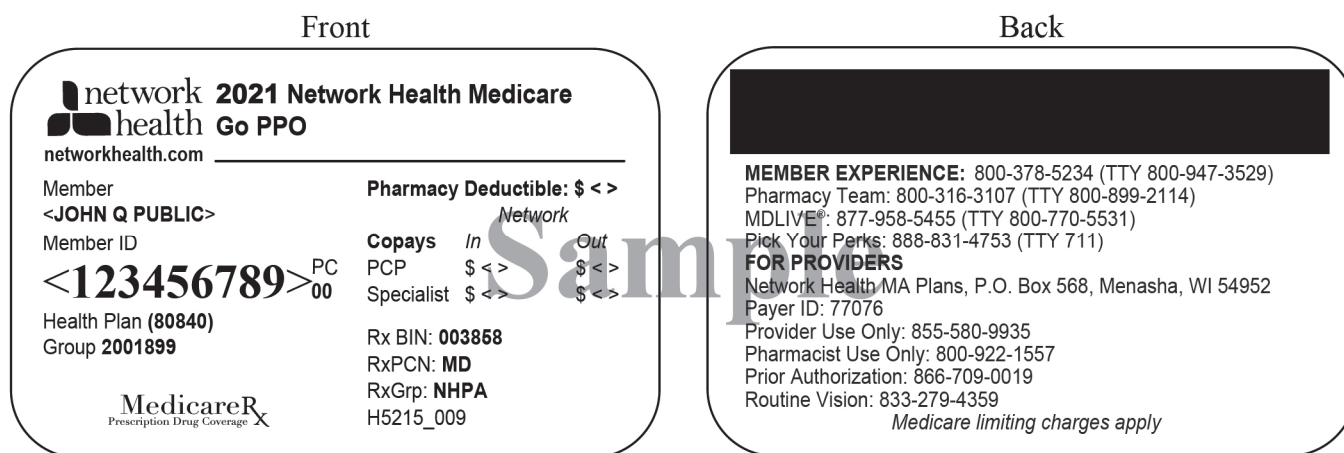 Front
network health
2021 Network Health Medicare
Go PPO
networkhealth.com
Member
<JOHN Q PUBLIC>
Member ID
<123456789> PC
00
Health Plan (80840)
Group 2001899
MedicareRx
Prescription Drug Coverage
Pharmacy Deductible: $ < >
Network
Copays In Out
PCP $ < > $ < >
Specialist $ < > $ < >
Rx BIN: 003858
RxPCN: MD
RxGrp: NHPA
H5215_009
Sample
Back
MEMBER EXPERIENCE: 800-378-5234 (TTY 800-947-3529)
Pharmacy Team: 800-316-3107 (TTY 800-899-2114)
MDLIVE®: 877-958-5455 (TTY 800-770-5531)
Pick Your Perks: 888-831-4753 (TTY 711)
FOR PROVIDERS
Network Health MA Plans, P.O. Box 568, Menasha, WI 54952
Payer ID: 77076
Provider Use Only: 855-580-9935
Pharmacist Use Only: 800-922-1557
Prior Authorization: 866-709-0019
Routine Vision: 833-279-4359
Medicare limiting charges apply